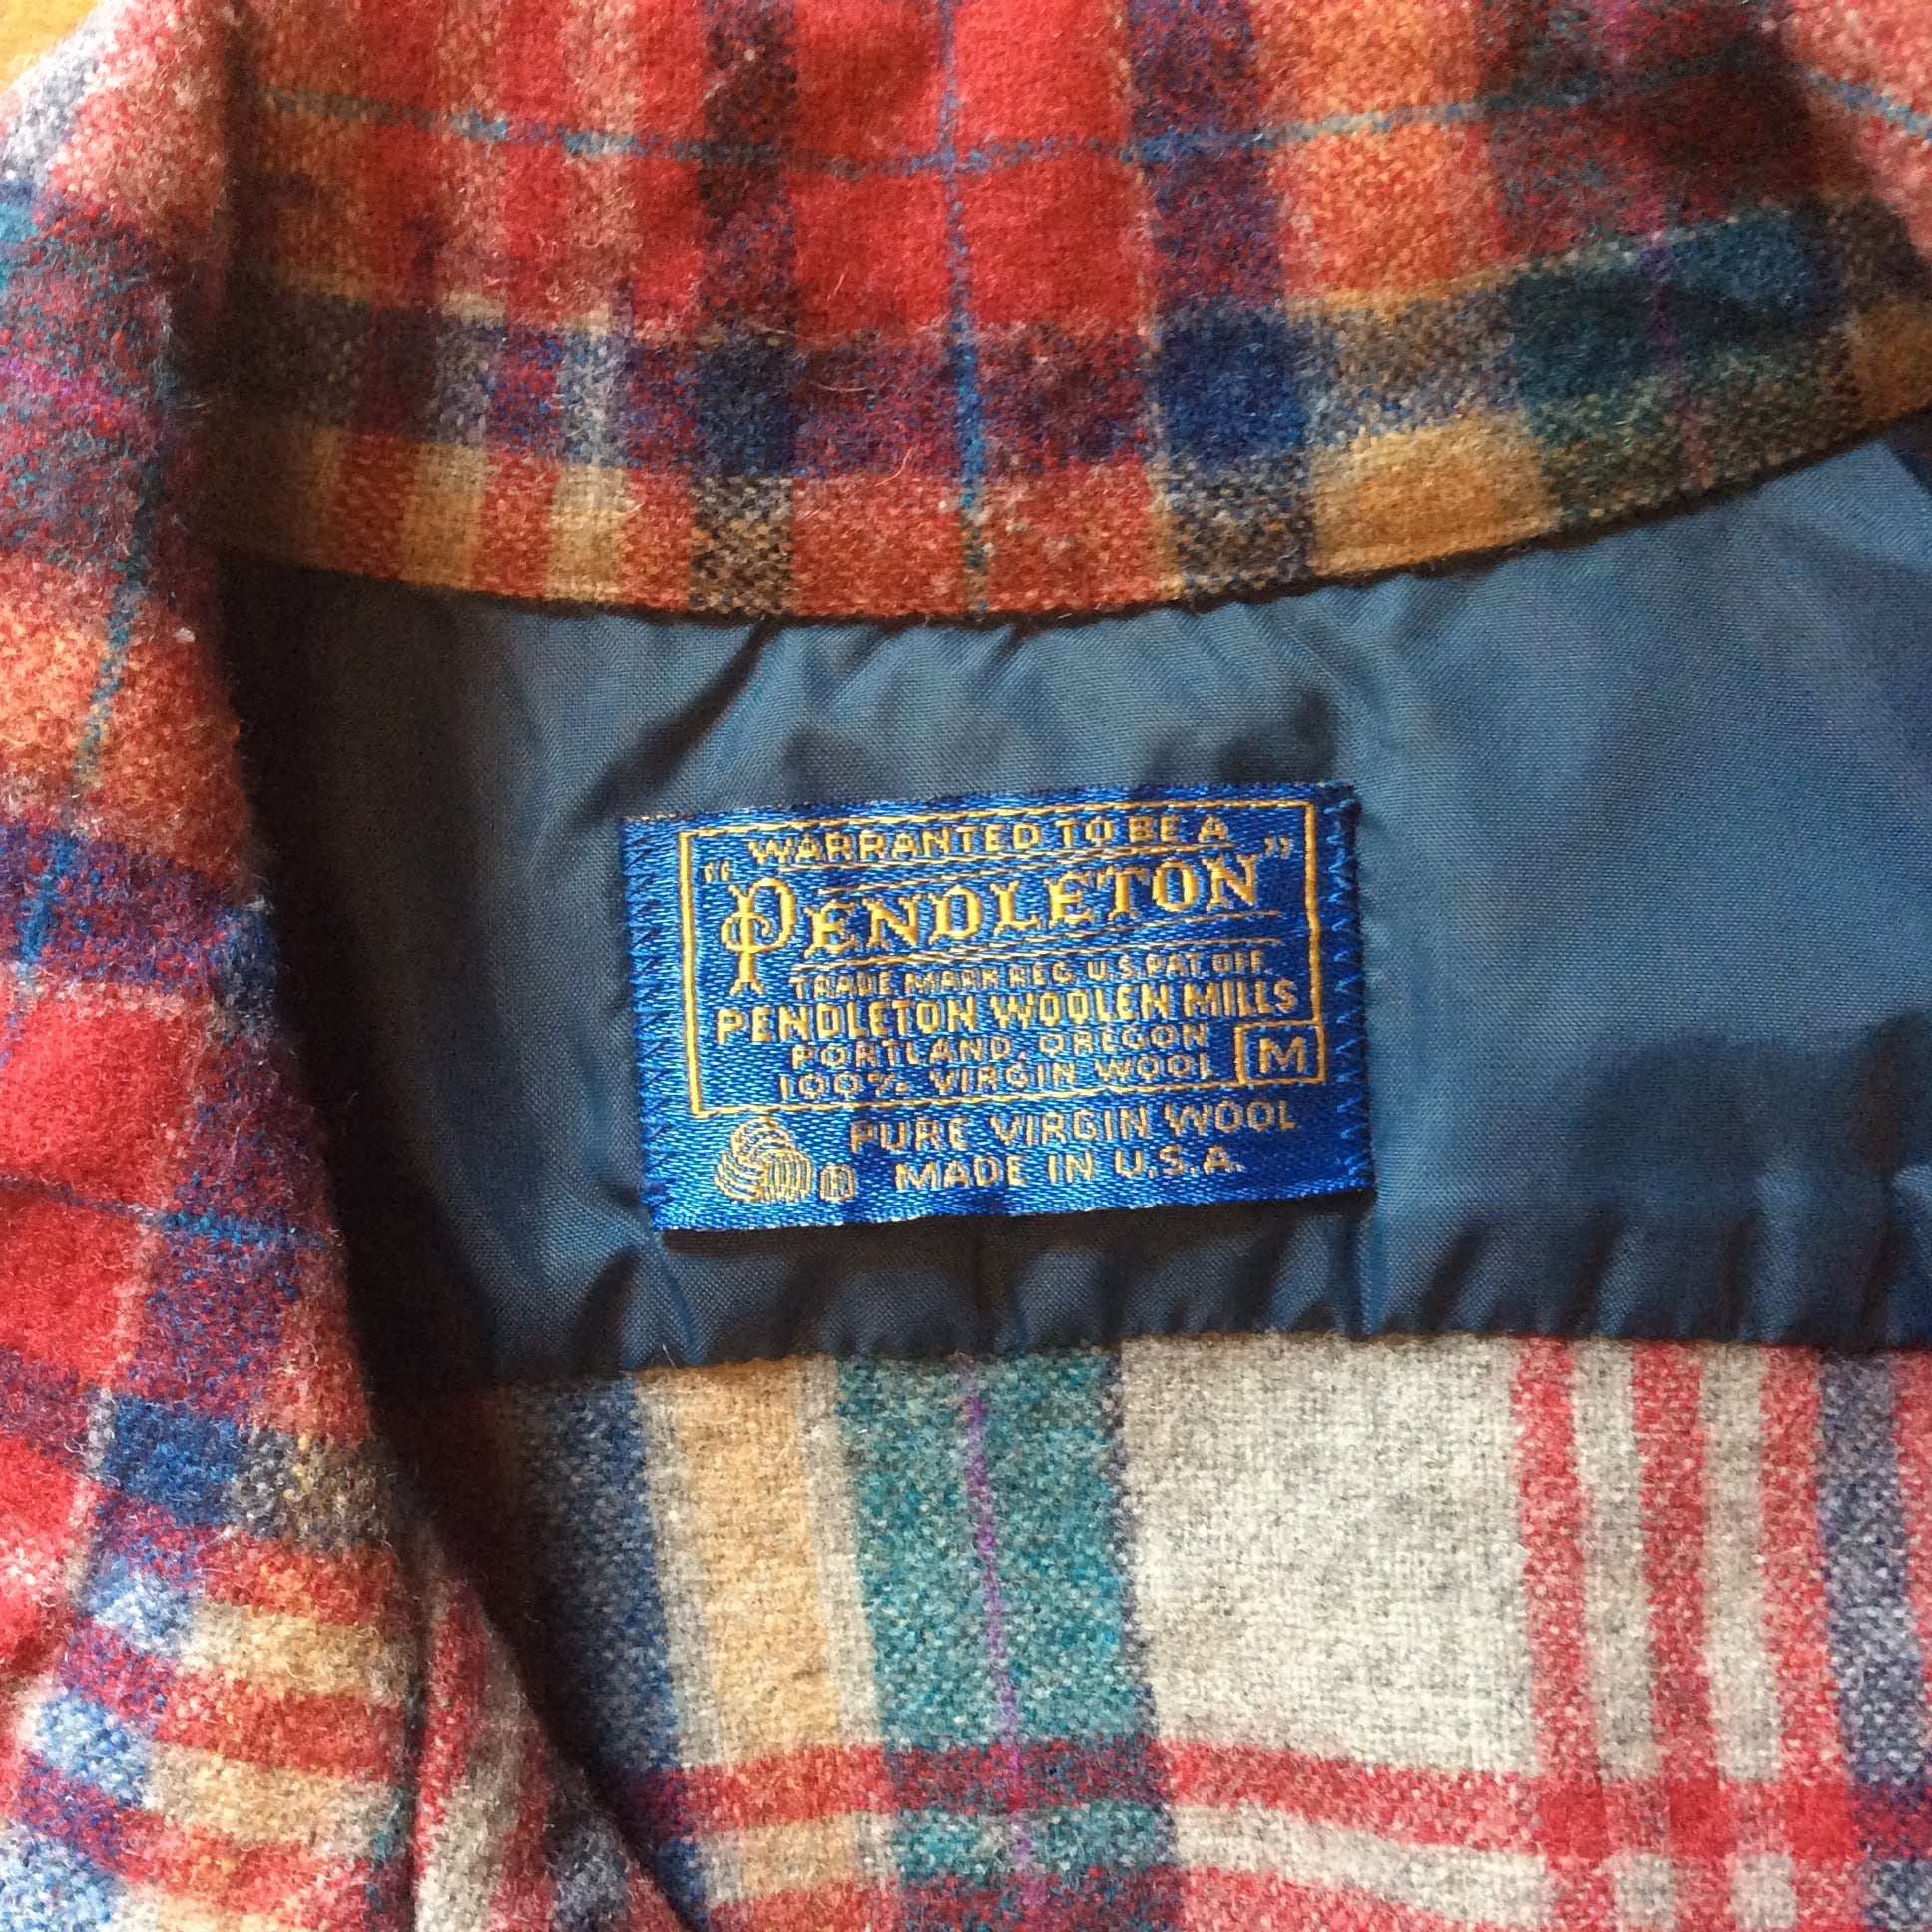 WARRANTED TO BE A
"PENDLETON"
TRADE MARK REG. U.S. PAT. OFF.
PENDLETON WOOLEN MILLS
PORTLAND, OREGON
100% VIRGIN WOOL M
PURE VIRGIN WOOL
® MADE IN U.S.A.